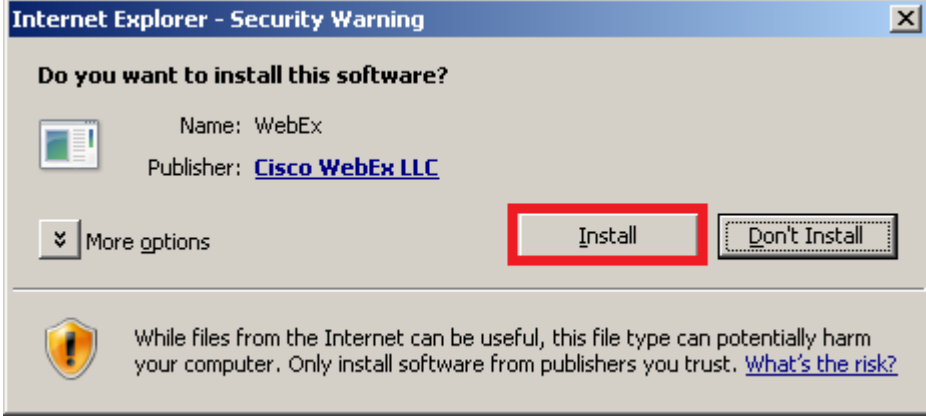 Internet Explorer - Security Warning
Do you want to install this software?
Name: WebEx
Publisher: Cisco WebEx LLC
More options
Install
Don't Install
While files from the Internet can be useful, this file type can potentially harm
your computer. Only install software from publishers you trust. What's the risk?